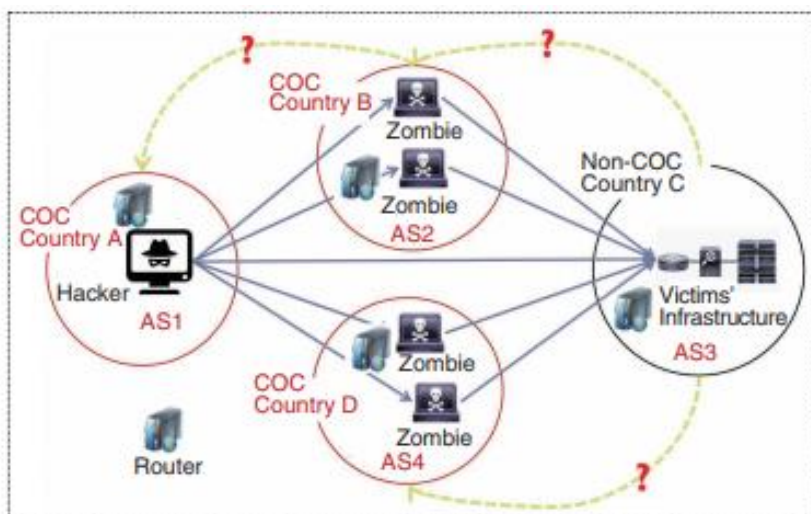 ?
?
COC
Country B
Zombie
Zombie
AS2
Non-COC
Country C
COC
Country A
Hacker
AS1
Victims'
Infrastructure
AS3
Zombie
COC
Country D
Zombie
AS4
Router
?